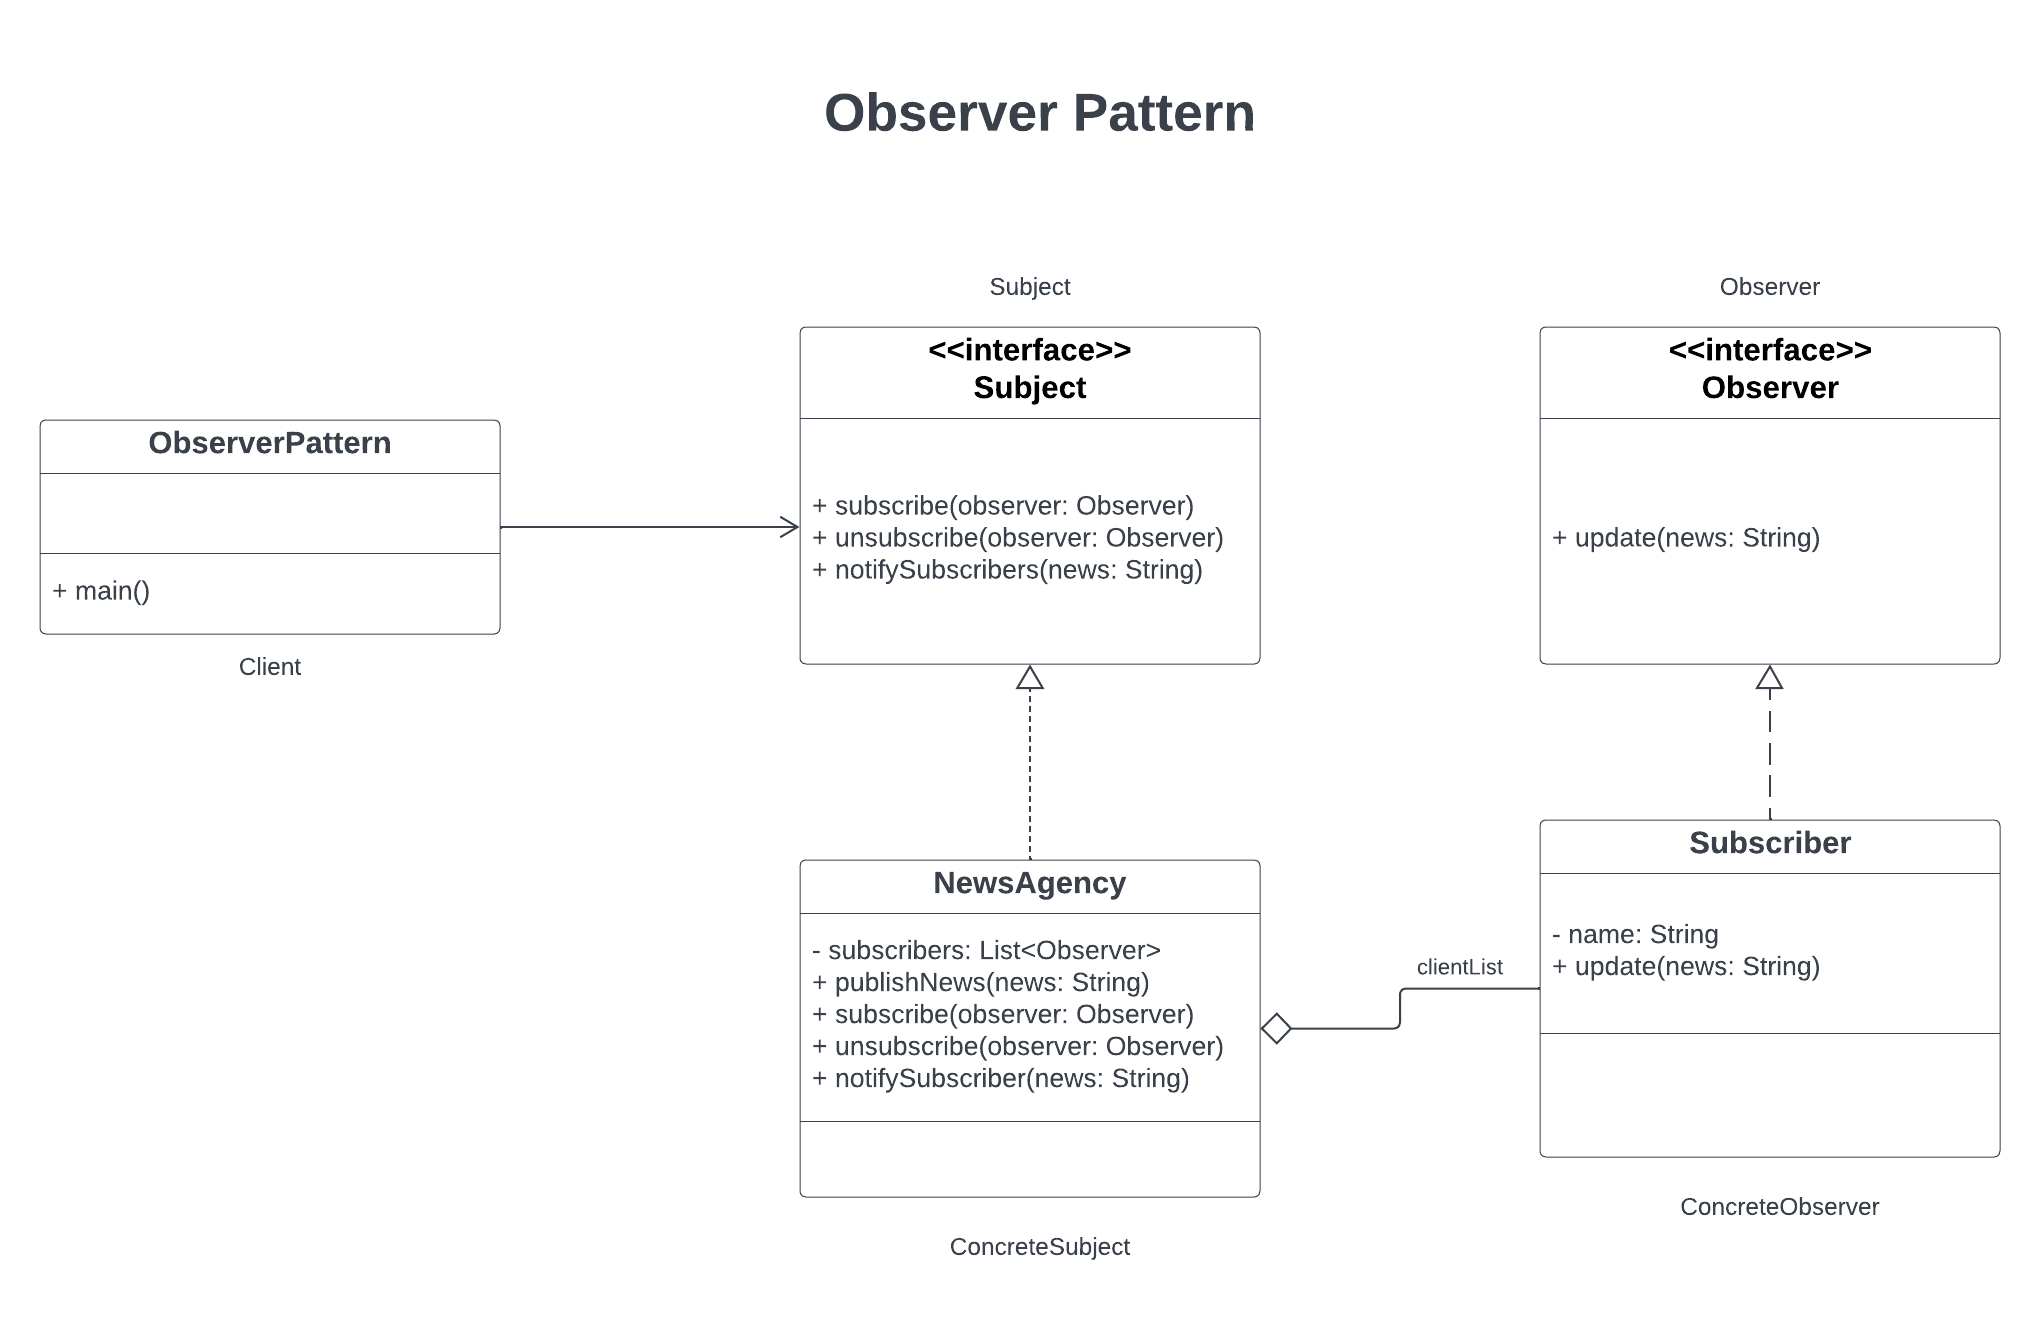 Observer Pattern
Subject
<<interface>>
Subject
+ subscribe(observer: Observer)
+ unsubscribe(observer: Observer)
+ notifySubscribers(news: String)
Observer
<<interface>>
Observer
+ update(news: String)
ObserverPattern
+ main()
Client
NewsAgency
- subscribers: List<Observer>
+ publishNews(news: String)
+ subscribe(observer: Observer)
+ unsubscribe(observer: Observer)
+ notifySubscriber(news: String)
ConcreteSubject
clientList
Subscriber
- name: String
+ update(news: String)
ConcreteObserver